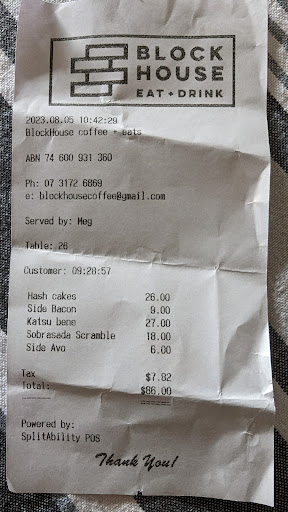 BLOCK
HOUSE
EAT + DRINK
2023.08.05 10:42:29
BlockHouse coffee + eats
ABN 74 600 931 360
Ph: 07 3172 6869
e: blockhousecoffee@gmail.com
Served by: Meg
Table: 26
Customer: 09:28:57
Hash cakes 26.00
Side Bacon 9.00
Katsu bene 27.00
Sobrasada Scramble 18.00
Side Avo 6.00
Tax $7.82
Total: $86.00
Powered by:
SplitAbility POS
Thank You!